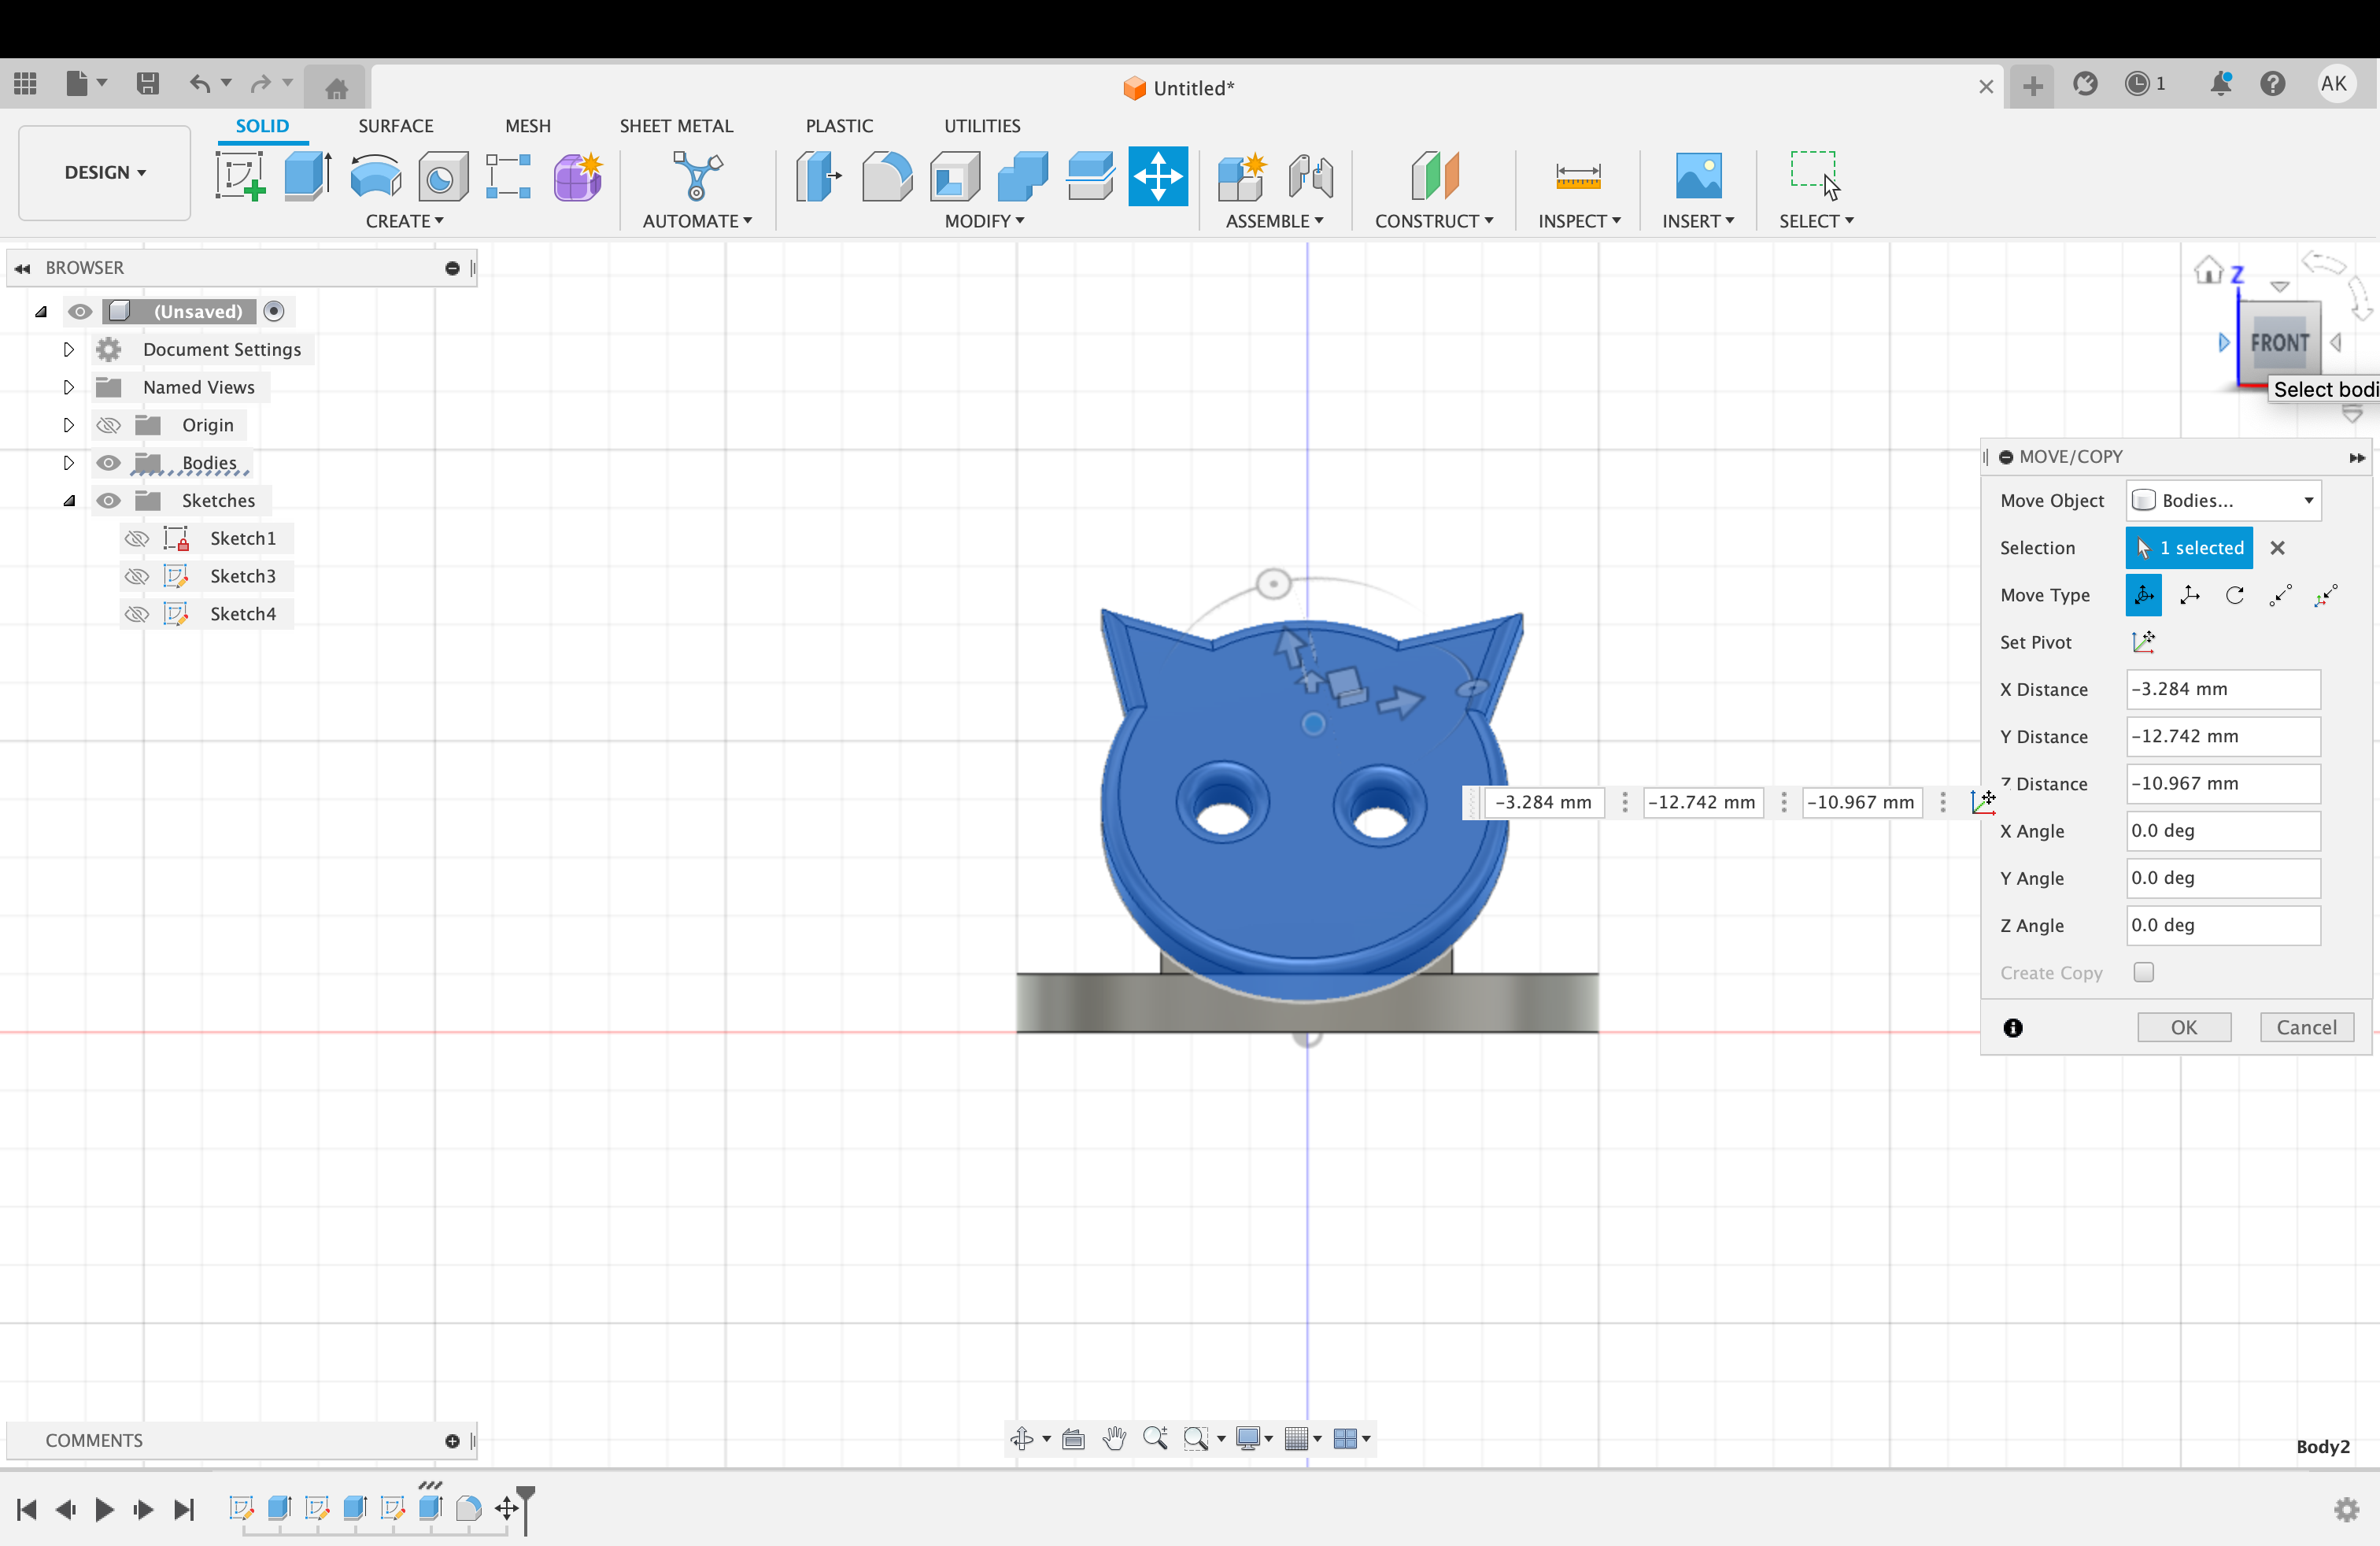 Untitled*
1
AK
DESIGN
SOLID
SURFACE
MESH
SHEET METAL
PLASTIC
UTILITIES
CREATE
AUTOMATE
MODIFY
ASSEMBLE
CONSTRUCT
INSPECT
INSERT
SELECT
BROWSER
(Unsaved)
Document Settings
Named Views
Origin
Bodies
Sketches
Sketch1
Sketch3
Sketch4
Z
FRONT
Select bodi
MOVE/COPY
Move Object Bodies...
Selection 1 selected
Move Type
Set Pivot
X Distance -3.284 mm
Y Distance -12.742 mm
Z Distance -10.967 mm
X Angle 0.0 deg
Y Angle 0.0 deg
Z Angle 0.0 deg
Create Copy
OK Cancel
-3.284 mm -12.742 mm -10.967 mm
COMMENTS
Body2